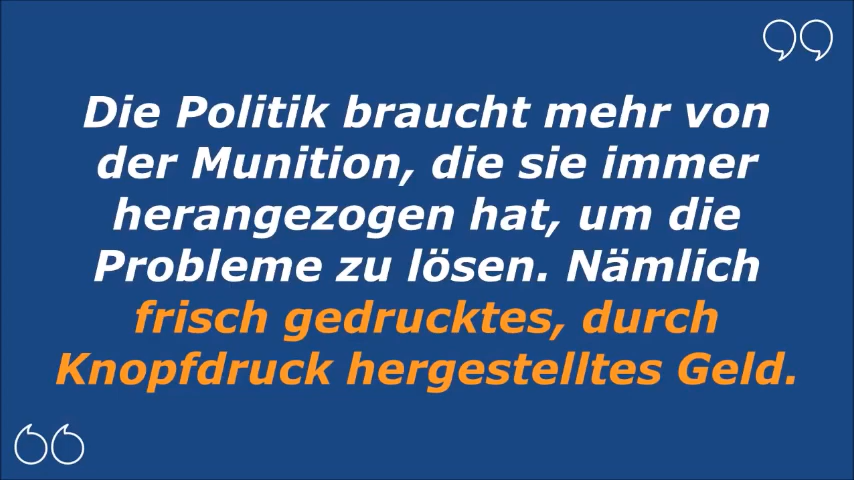 Die Politik braucht mehr von
der Munition, die sie immer
herangezogen hat, um die
Probleme zu lösen. Nämlich
frisch gedrucktes, durch
Knopfdruck hergestelltes Geld.